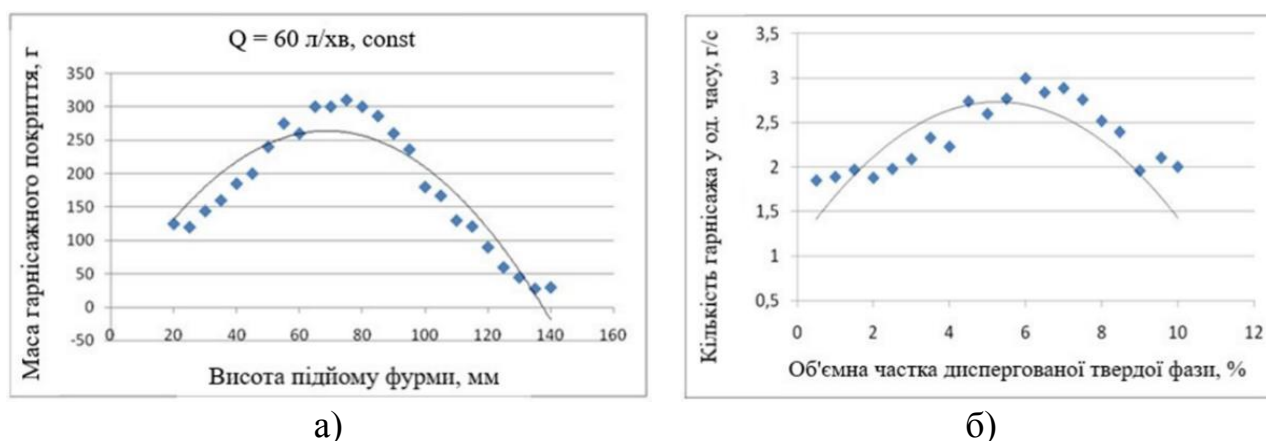 Q = 60 л/хв, const
Маса гарнісажного покриття, г
350
300
250
200
150
100
50
0
-50
0 20 40 60 80 100 120 140 160
Висота підйому фурми, мм
а)
Кількість гарнісажа у од. часу, г/с
3,5
3
2,5
2
1,5
1
0,5
0 2 4 6 8 10 12
Об'ємна частка диспергованої твердої фази, %
б)